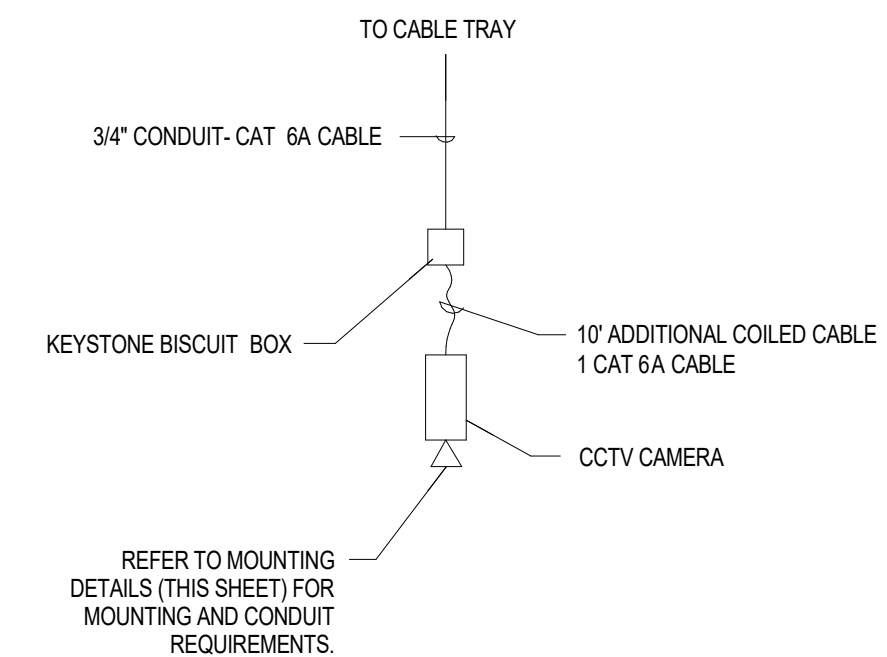 TO CABLE TRAY
3/4" CONDUIT- CAT 6A CABLE
KEYSTONE BISCUIT BOX
10' ADDITIONAL COILED CABLE
1 CAT 6A CABLE
CCTV CAMERA
REFER TO MOUNTING
DETAILS (THIS SHEET) FOR
MOUNTING AND CONDUIT
REQUIREMENTS.